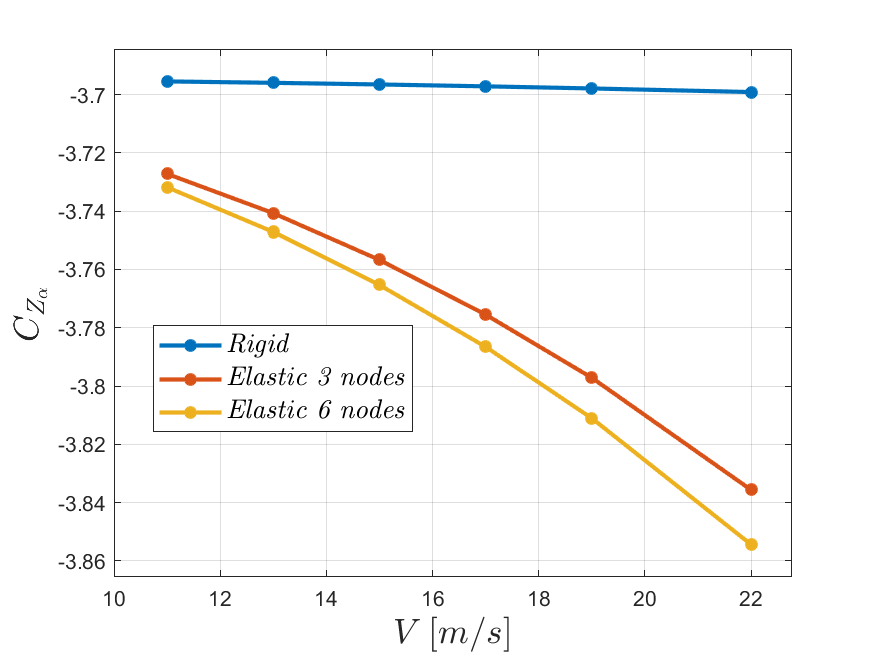 -3.7
-3.72
-3.74
-3.76
-3.78
-3.8
-3.82
-3.84
-3.86
C_{Z_α}
Rigid
Elastic 3 nodes
Elastic 6 nodes
10 12 14 16 18 20 22
V [m/s]